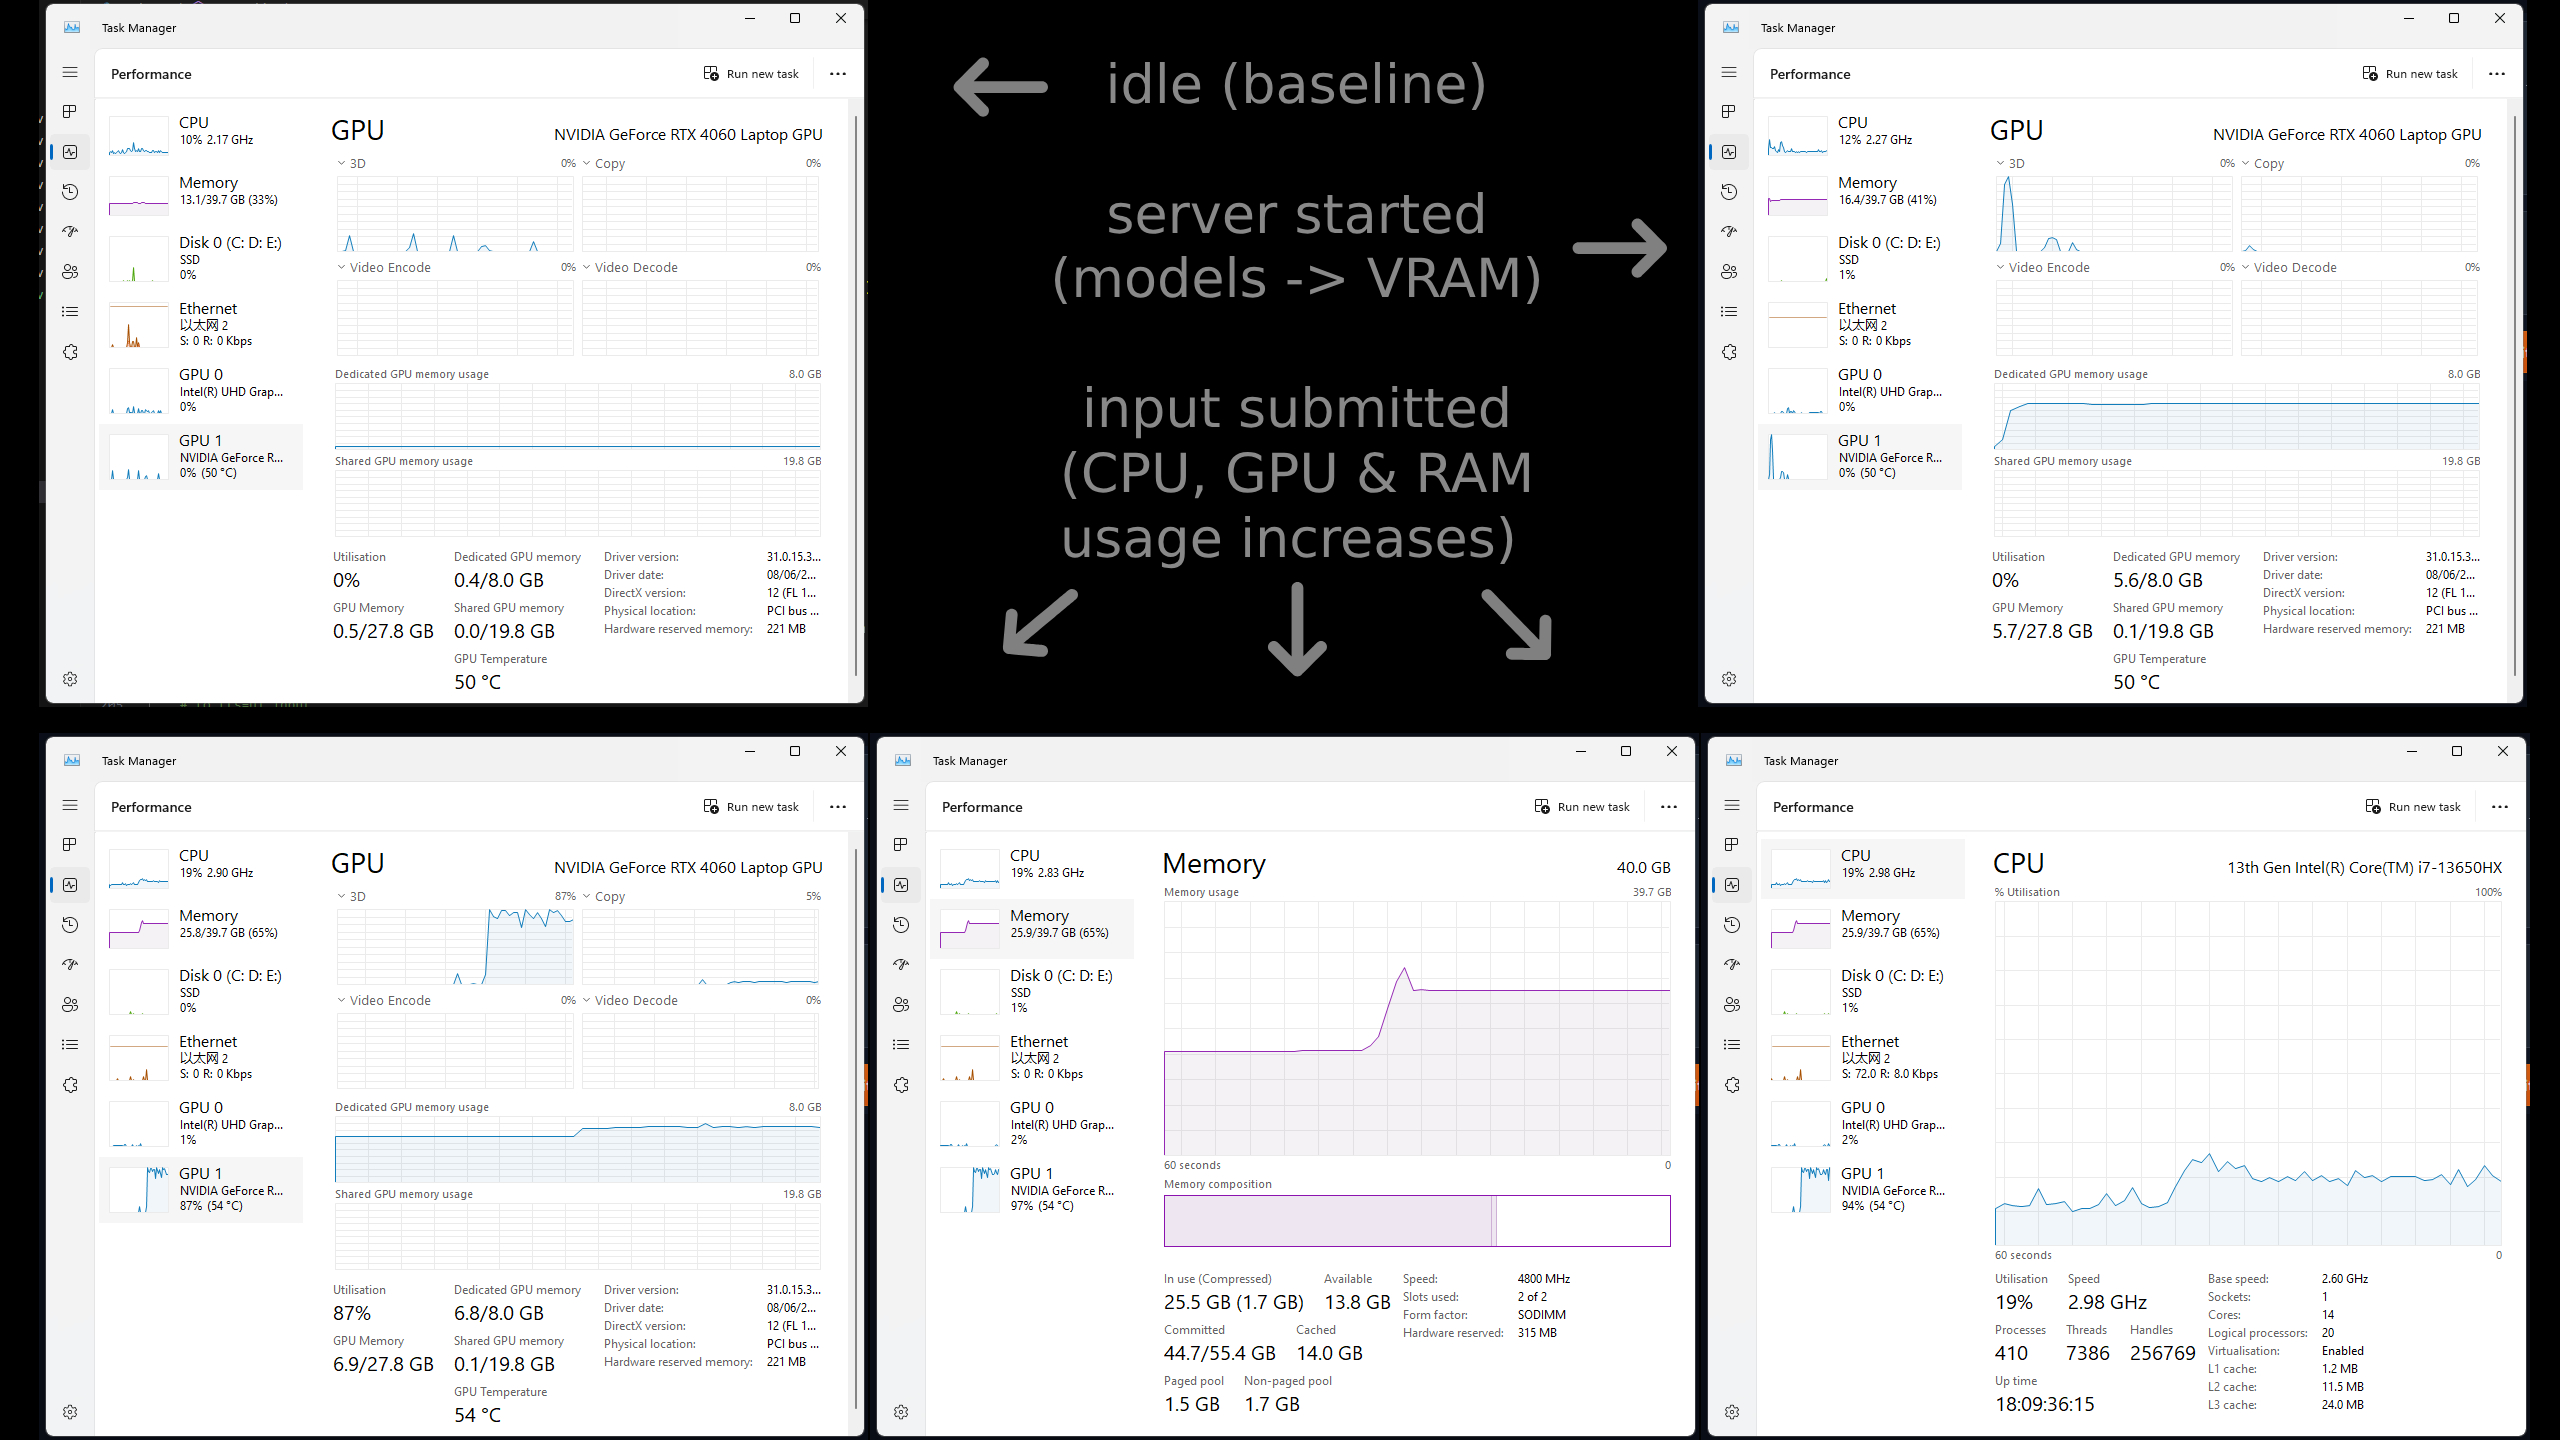 Task Manager
Performance
Run new task
CPU
10% 2.17 GHz
Memory
13.1/39.7 GB (33%)
Disk 0 (C: D: E:)
SSD
0%
Ethernet
以太网 2
S: 0 R: 0 Kbps
GPU 0
Intel(R) UHD Grap...
0%
GPU 1
NVIDIA GeForce R...
0% (50 °C)
GPU
NVIDIA GeForce RTX 4060 Laptop GPU
3D 0% Copy 0%
Video Encode 0% Video Decode 0%
Dedicated GPU memory usage 8.0 GB
Shared GPU memory usage 19.8 GB
Utilisation
0%
Dedicated GPU memory
0.4/8.0 GB
GPU Memory
0.5/27.8 GB
Shared GPU memory
0.0/19.8 GB
GPU Temperature
50 °C
Driver version: 31.0.15.3...
Driver date: 08/06/2...
DirectX version: 12 (FL 1...
Physical location: PCI bus ...
Hardware reserved memory: 221 MB
← idle (baseline)
server started →
(models -> VRAM)
input submitted
(CPU, GPU & RAM
usage increases)
↙ ↓ ↘
Task Manager
Performance
Run new task
CPU
12% 2.27 GHz
Memory
16.4/39.7 GB (41%)
Disk 0 (C: D: E:)
SSD
1%
Ethernet
以太网 2
S: 0 R: 0 Kbps
GPU 0
Intel(R) UHD Grap...
0%
GPU 1
NVIDIA GeForce R...
0% (50 °C)
GPU
NVIDIA GeForce RTX 4060 Laptop GPU
3D 0% Copy 0%
Video Encode 0% Video Decode 0%
Dedicated GPU memory usage 8.0 GB
Shared GPU memory usage 19.8 GB
Utilisation
0%
Dedicated GPU memory
5.6/8.0 GB
GPU Memory
5.7/27.8 GB
Shared GPU memory
0.1/19.8 GB
GPU Temperature
50 °C
Driver version: 31.0.15.3...
Driver date: 08/06/2...
DirectX version: 12 (FL 1...
Physical location: PCI bus ...
Hardware reserved memory: 221 MB
Task Manager
Performance
Run new task
CPU
19% 2.90 GHz
Memory
25.8/39.7 GB (65%)
Disk 0 (C: D: E:)
SSD
0%
Ethernet
以太网 2
S: 0 R: 0 Kbps
GPU 0
Intel(R) UHD Grap...
1%
GPU 1
NVIDIA GeForce R...
87% (54 °C)
GPU
NVIDIA GeForce RTX 4060 Laptop GPU
3D 87% Copy 5%
Video Encode 0% Video Decode 0%
Dedicated GPU memory usage 8.0 GB
Shared GPU memory usage 19.8 GB
Utilisation
87%
Dedicated GPU memory
6.8/8.0 GB
GPU Memory
6.9/27.8 GB
Shared GPU memory
0.1/19.8 GB
GPU Temperature
54 °C
Driver version: 31.0.15.3...
Driver date: 08/06/2...
DirectX version: 12 (FL 1...
Physical location: PCI bus ...
Hardware reserved memory: 221 MB
Task Manager
Performance
Run new task
CPU
19% 2.83 GHz
Memory
25.9/39.7 GB (65%)
Disk 0 (C: D: E:)
SSD
1%
Ethernet
以太网 2
S: 0 R: 0 Kbps
GPU 0
Intel(R) UHD Grap...
2%
GPU 1
NVIDIA GeForce R...
97% (54 °C)
Memory 40.0 GB
Memory usage 39.7 GB
60 seconds 0
Memory composition
In use (Compressed)
25.5 GB (1.7 GB)
Available
13.8 GB
Committed
44.7/55.4 GB
Cached
14.0 GB
Paged pool
1.5 GB
Non-paged pool
1.7 GB
Speed: 4800 MHz
Slots used: 2 of 2
Form factor: SODIMM
Hardware reserved: 315 MB
Task Manager
Performance
Run new task
CPU
19% 2.98 GHz
Memory
25.9/39.7 GB (65%)
Disk 0 (C: D: E:)
SSD
1%
Ethernet
以太网 2
S: 72.0 R: 8.0 Kbps
GPU 0
Intel(R) UHD Grap...
2%
GPU 1
NVIDIA GeForce R...
94% (54 °C)
CPU
13th Gen Intel(R) Core(TM) i7-13650HX
% Utilisation 100%
60 seconds 0
Utilisation
19%
Speed
2.98 GHz
Processes
410
Threads
7386
Handles
256769
Up time
18:09:36:15
Base speed: 2.60 GHz
Sockets: 1
Cores: 14
Logical processors: 20
Virtualisation: Enabled
L1 cache: 1.2 MB
L2 cache: 11.5 MB
L3 cache: 24.0 MB